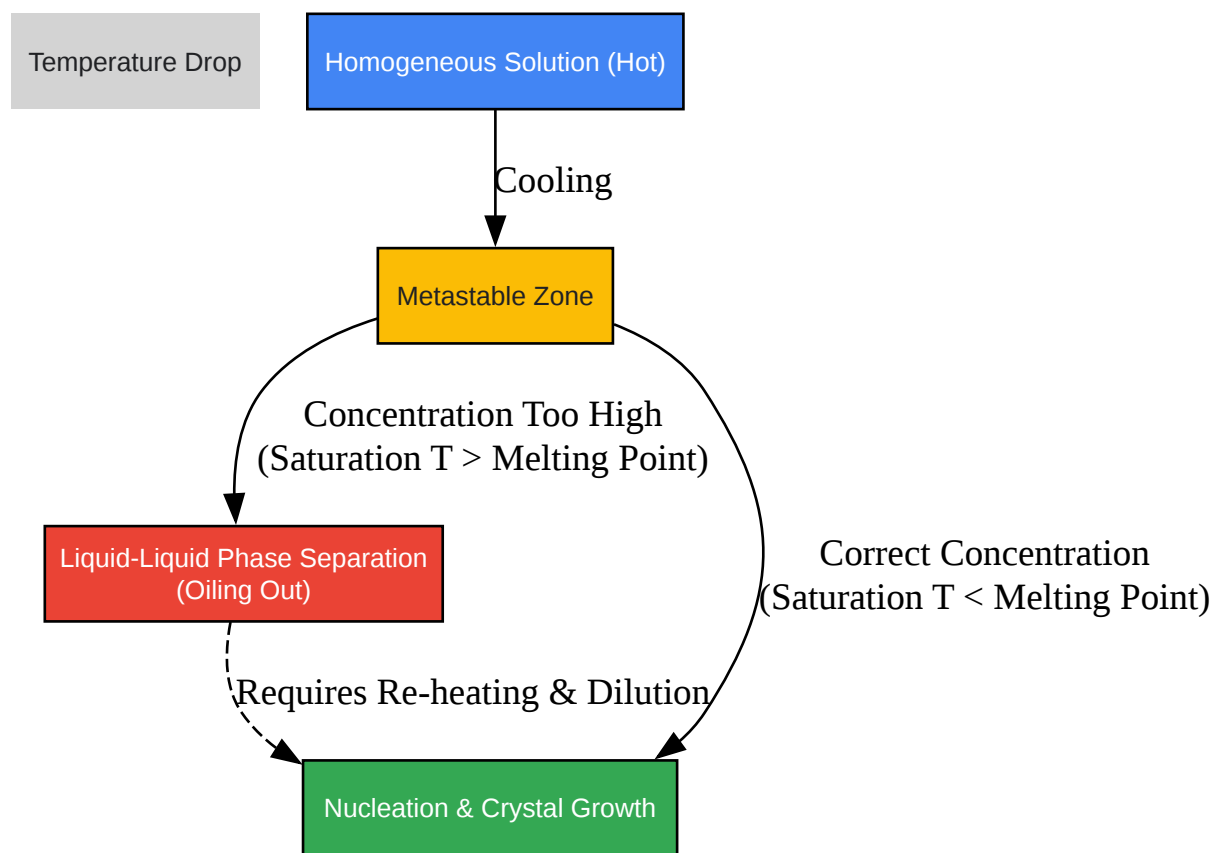 Temperature Drop
Homogeneous Solution (Hot)
Cooling
Metastable Zone
Concentration Too High
(Saturation T > Melting Point)
Liquid-Liquid Phase Separation
(Oiling Out)
Correct Concentration
(Saturation T < Melting Point)
Requires Re-heating & Dilution
Nucleation & Crystal Growth